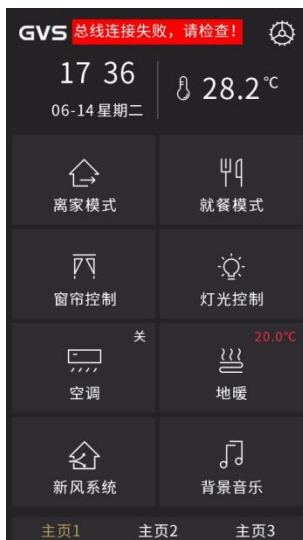 GVS 总线连接失败，请检查！
17 36
28.2℃
06-14 星期二
离家模式
就餐模式
窗帘控制
灯光控制
关
20.0℃
空调
地暖
新风系统
背景音乐
主页1 主页2 主页3